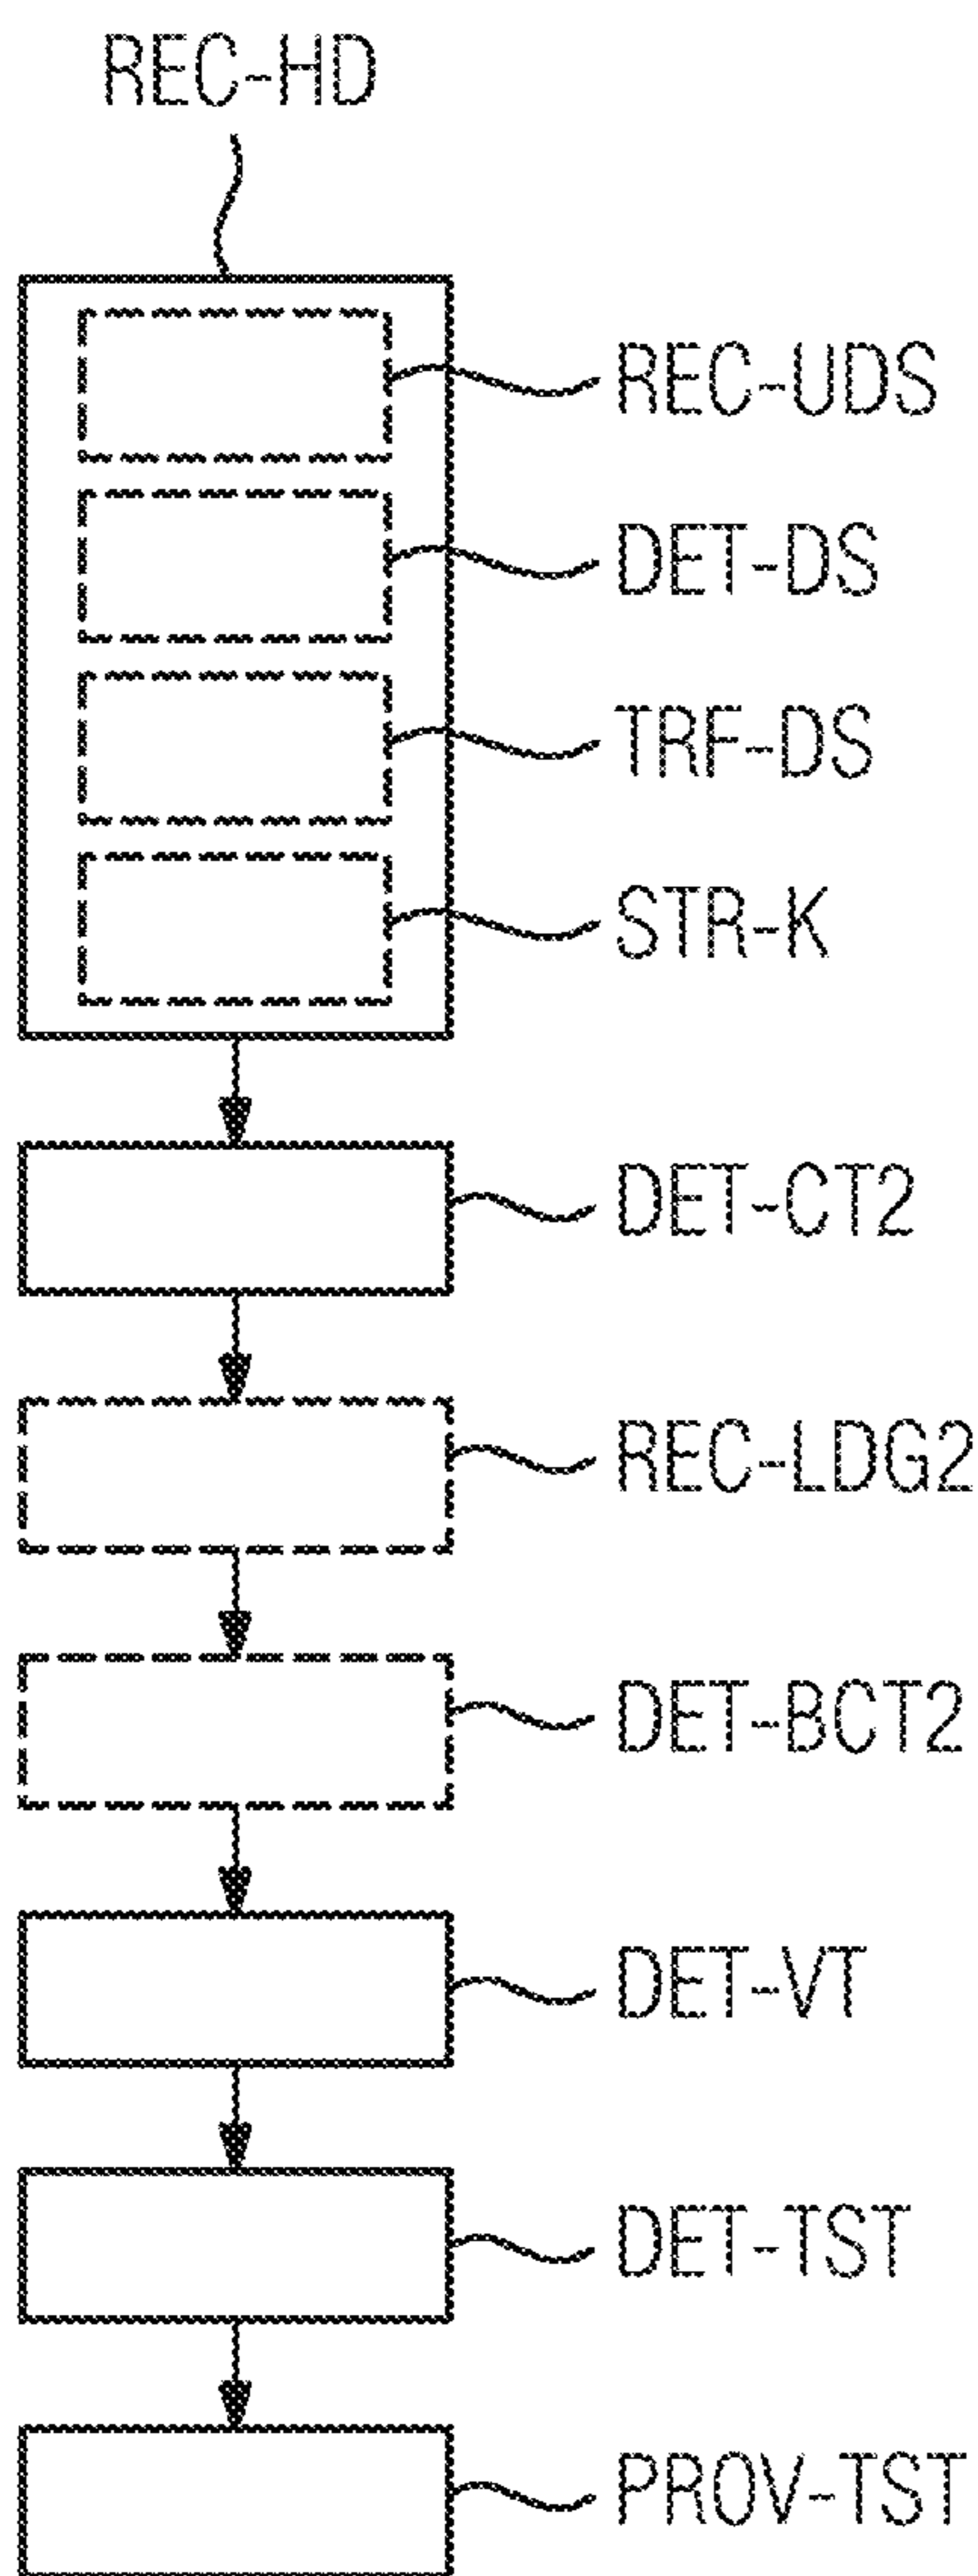 REC-HD
REC-UDS
DET-DS
TRF-DS
STR-K
DET-CT2
REC-LDG2
DET-BCT2
DET-VT
DET-TST
PROV-TST